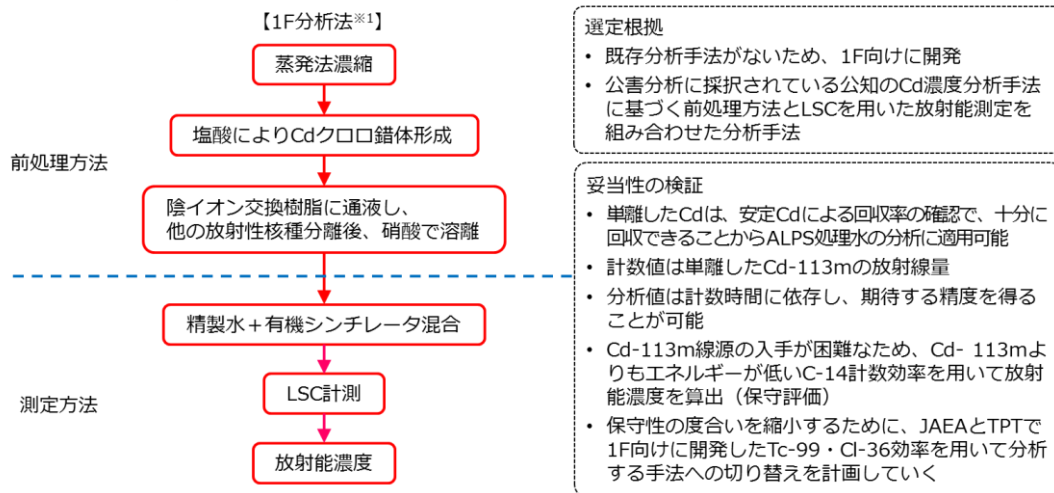 【1F分析法※1】
蒸発法濃縮
塩酸によりCdクロロ錯体形成
前処理方法
陰イオン交換樹脂に通液し、
他の放射性核種分離後、硝酸で溶離
精製水＋有機シンチレータ混合
LSC計測
測定方法
放射能濃度
選定根拠
• 既存分析手法がないため、1F向けに開発
• 公害分析に採択されている公知のCd濃度分析手法
に基づく前処理方法とLSCを用いた放射能測定を
組み合わせた分析手法
妥当性の検証
• 単離したCdは、安定Cdによる回収率の確認で、十分に
回収できることからALPS処理水の分析に適用可能
• 計数値は単離したCd-113mの放射線量
• 分析値は計数時間に依存し、期待する精度を得る
ことが可能
• Cd-113m線源の入手が困難なため、Cd- 113mよ
りもエネルギーが低いC-14計数効率を用いて放射
能濃度を算出（保守評価）
• 保守性の度合いを縮小するために、JAEAとTPTで
1F向けに開発したTc-99・Cl-36効率を用いて分析
する手法への切り替えを計画していく